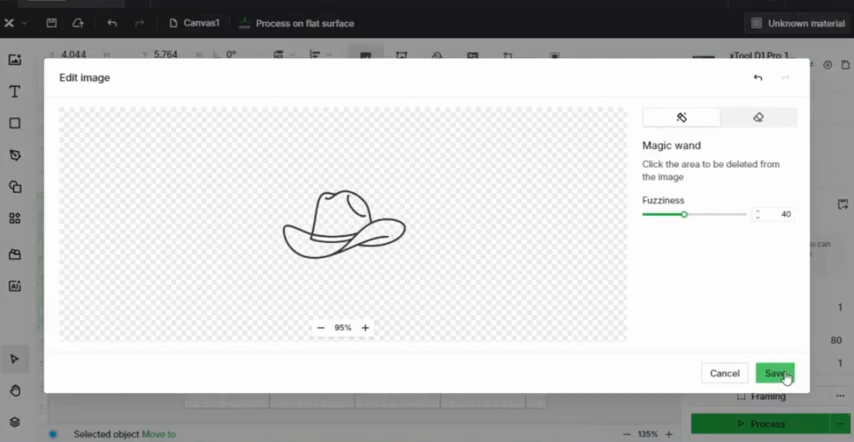 Canvas1 Process on flat surface Unknown material
4.044 5.764 0°
xTool D1 Pro 1...
Edit image
Magic wand
Click the area to be deleted from
the image
Fuzziness
40
95%
Cancel Save
1
80
1
Framing
Process
Selected object Move to
135%